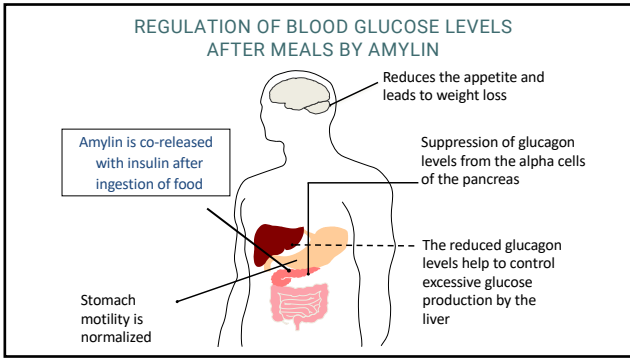 REGULATION OF BLOOD GLUCOSE LEVELS
AFTER MEALS BY AMYLIN
Reduces the appetite and
leads to weight loss
Amylin is co-released
with insulin after
ingestion of food
Suppression of glucagon
levels from the alpha cells
of the pancreas
The reduced glucagon
levels help to control
excessive glucose
production by the
liver
Stomach
motility is
normalized